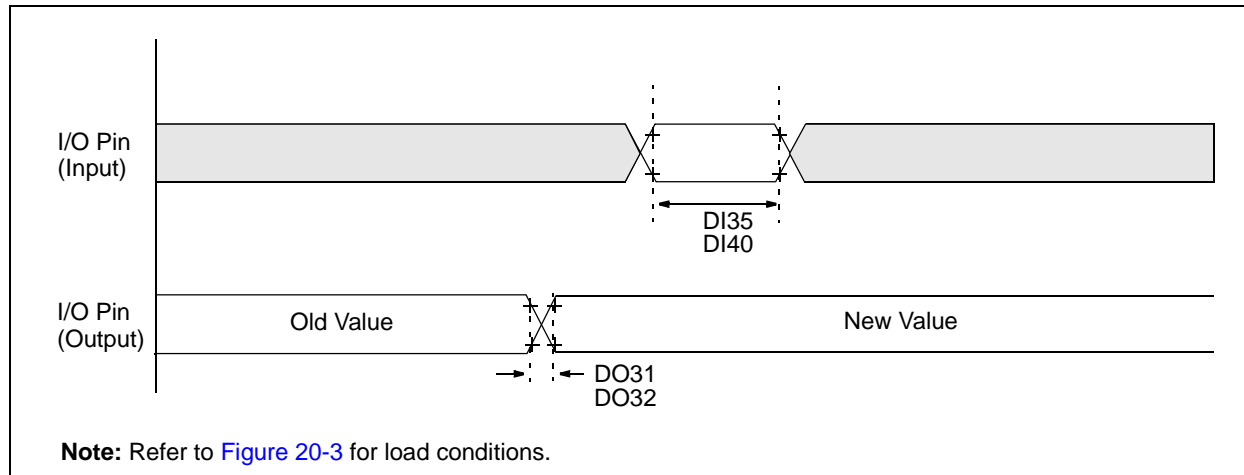 I/O Pin
(Input)
DI35
DI40
I/O Pin
(Output)
Old Value
New Value
DO31
DO32
Note: Refer to Figure 20-3 for load conditions.